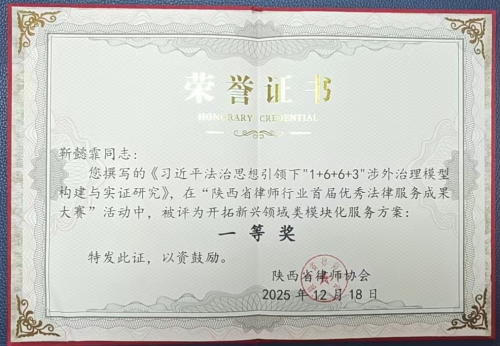 荣誉证书
HONORARY CREDENTIAL
靳懿霏同志：
您撰写的《习近平法治思想引领下"1+6+6+3"涉外治理模型
构建与实证研究》，在“陕西省律师行业首届优秀法律服务成果
大赛”活动中，被评为开拓新兴领域类模块化服务方案：
一等奖
特发此证，以资鼓励。
陕西省律师协会
2025年12月18日